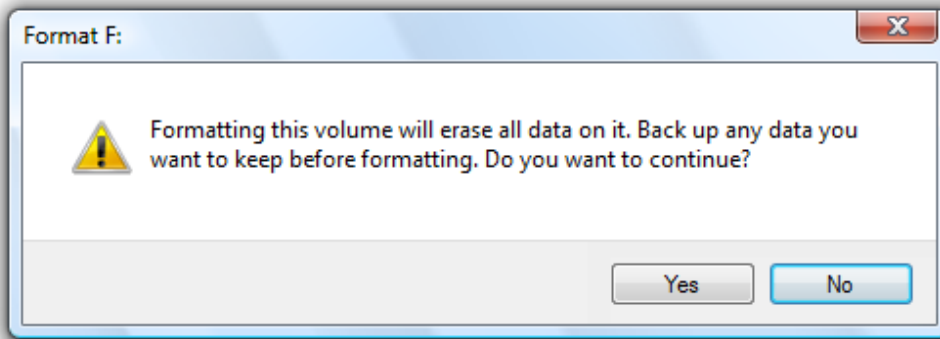 Format F:
Formatting this volume will erase all data on it. Back up any data you
want to keep before formatting. Do you want to continue?
Yes
No